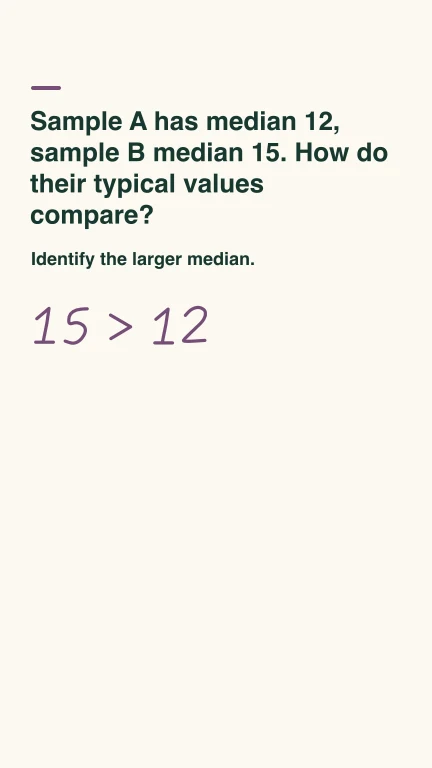 Sample A has median 12,
sample B median 15. How do
their typical values
compare?
Identify the larger median.
15 > 12